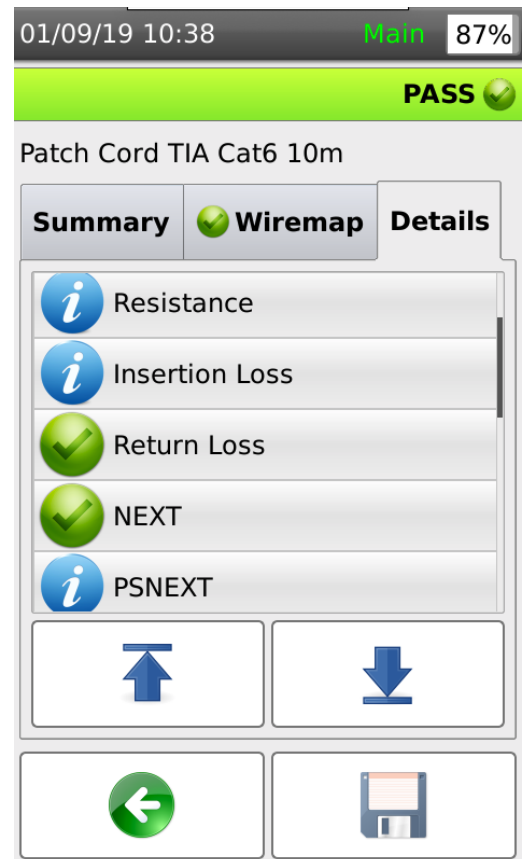 01/09/19 10:38 Main 87%
PASS
Patch Cord TIA Cat6 10m
Summary Wiremap Details
Resistance
Insertion Loss
Return Loss
NEXT
PSNEXT